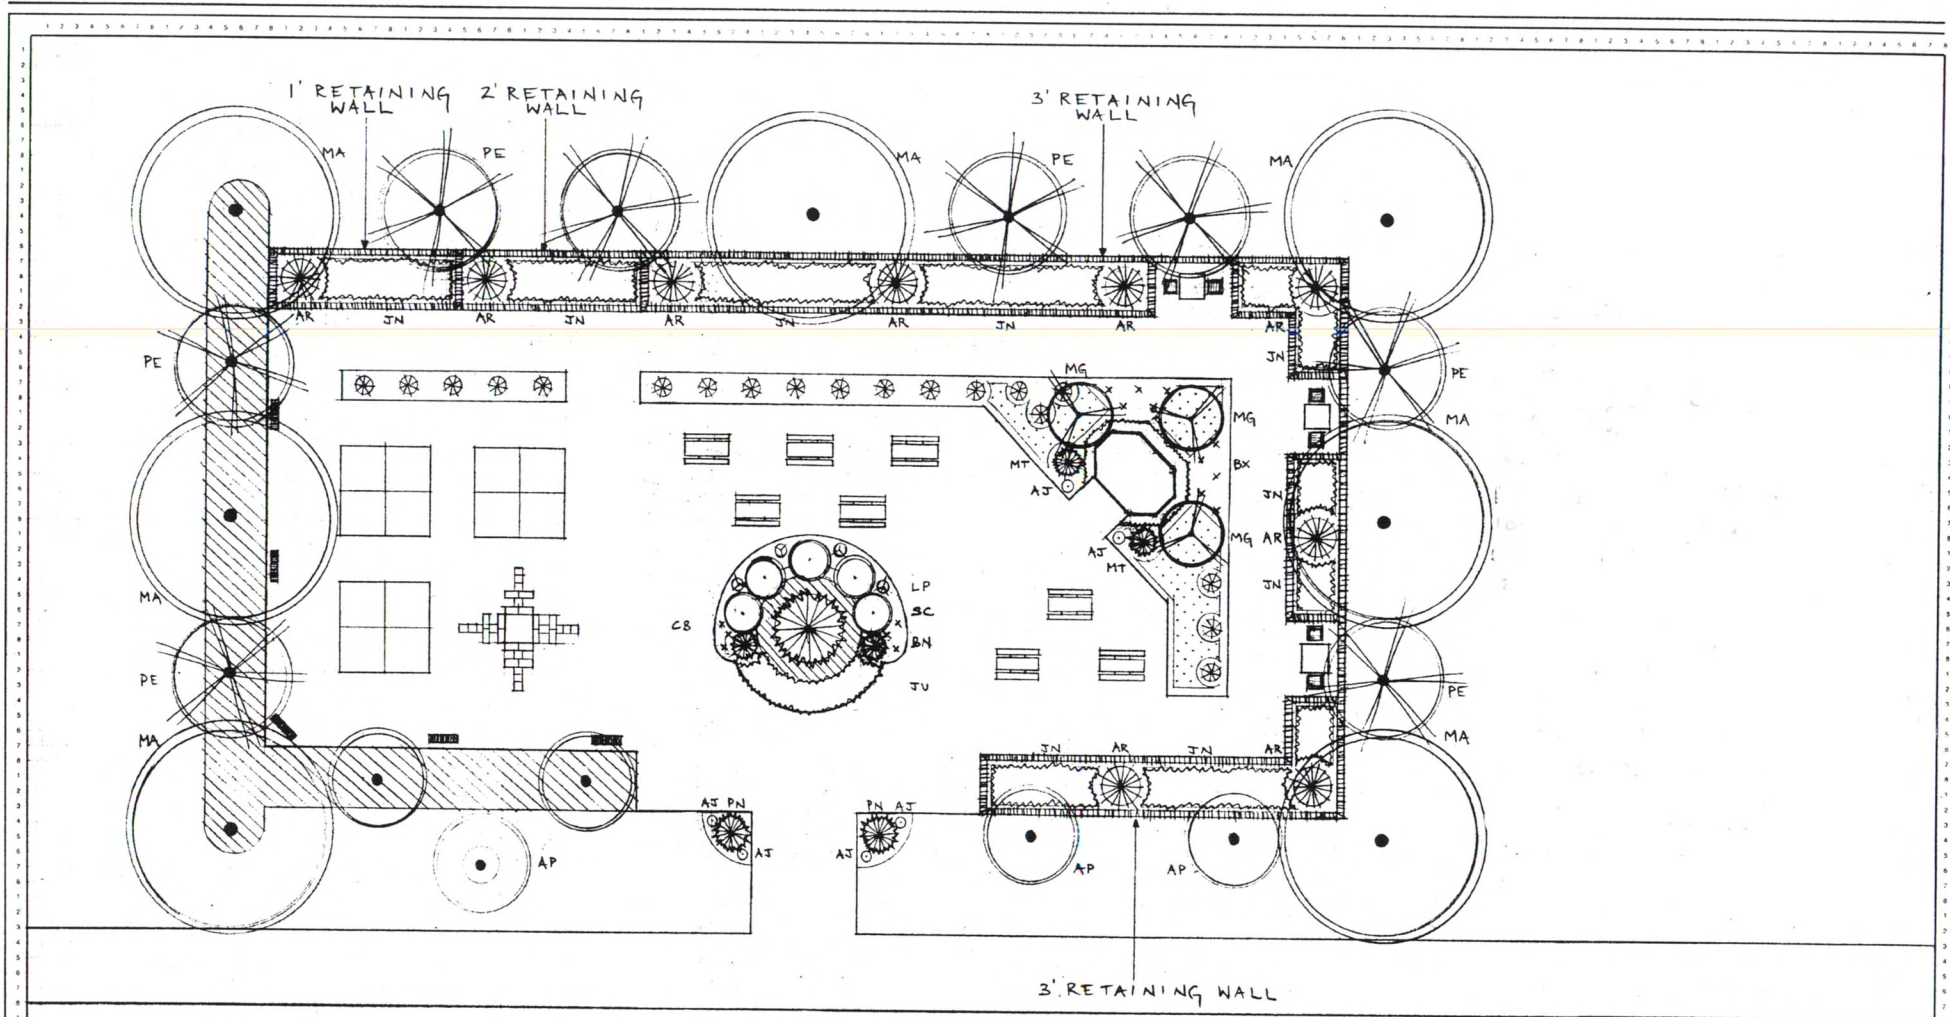 1' RETAINING
WALL
2' RETAINING
WALL
3' RETAINING
WALL
MA
PE
MA
PE
MA
AR
JN
AR
JN
AR
JN
AR
JN
AR
AR
JN
PE
PE
MA
MG
MG
MT
BX
AJ
JN
AR
JN
MG
AJ
MT
MA
LP
SC
CB
BN
JU
PE
PE
MA
MA
JN
AR
JN
AR
AJ PN
AJ
PN AJ
AJ
AP
AP
AP
3' RETAINING WALL